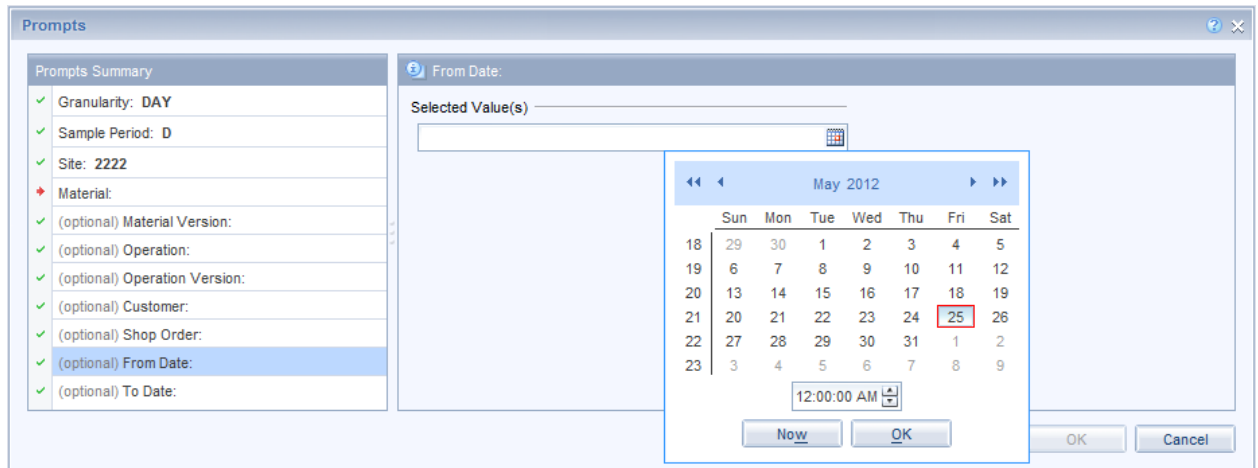 Prompts
Prompts Summary
Granularity: DAY
Sample Period: D
Site: 2222
Material:
(optional) Material Version:
(optional) Operation:
(optional) Operation Version:
(optional) Customer:
(optional) Shop Order:
(optional) From Date:
(optional) To Date:
From Date:
Selected Value(s)
May 2012
Sun Mon Tue Wed Thu Fri Sat
18 29 30 1 2 3 4 5
19 6 7 8 9 10 11 12
20 13 14 15 16 17 18 19
21 20 21 22 23 24 25 26
22 27 28 29 30 31 1 2
23 3 4 5 6 7 8 9
12:00:00 AM
Now OK
OK Cancel